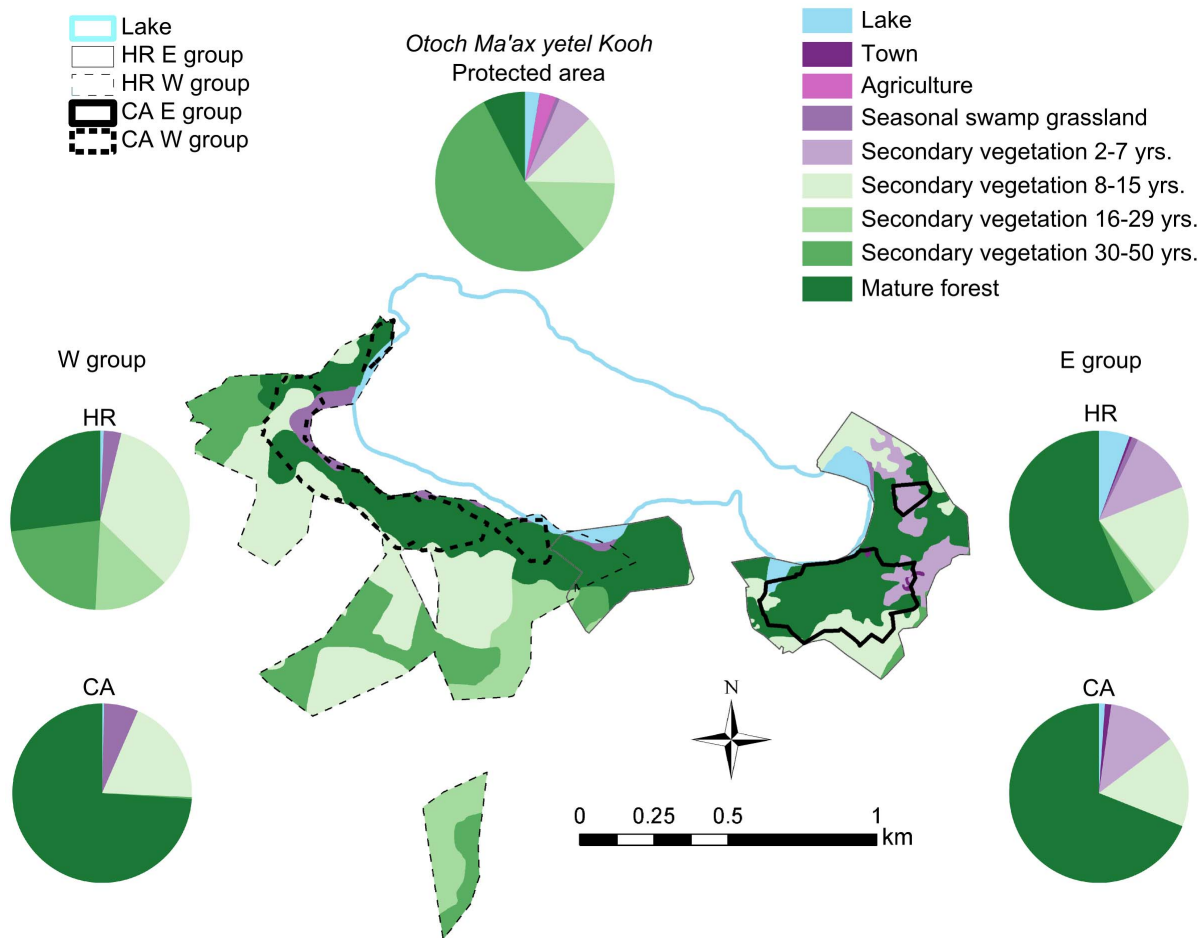 Lake
HR E group
HR W group
CA E group
CA W group
Otoch Ma'ax yetel Kooh
Protected area
Lake
Town
Agriculture
Seasonal swamp grassland
Secondary vegetation 2-7 yrs.
Secondary vegetation 8-15 yrs.
Secondary vegetation 16-29 yrs.
Secondary vegetation 30-50 yrs.
Mature forest
W group
HR
CA
E group
HR
CA
N
0 0.25 0.5 1
km